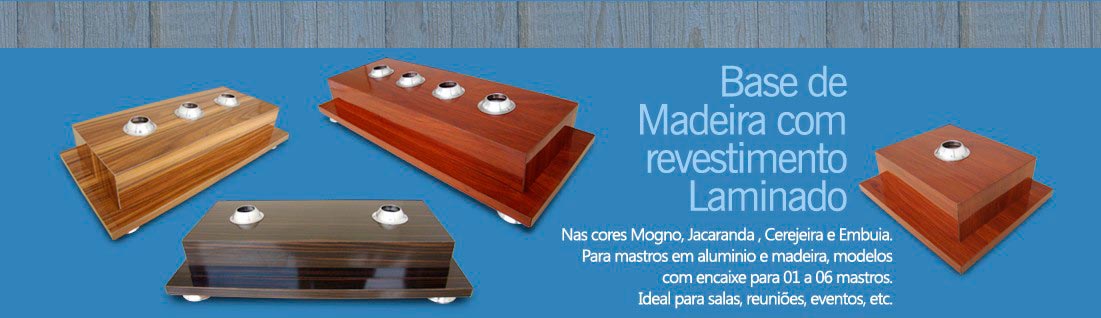 Base de
Madeira com
revestimento
Laminado
Nas cores Mogno, Jacaranda , Cerejeira e Embuia.
Para mastros em aluminio e madeira, modelos
com encaixe para 01 a 06 mastros.
Ideal para salas, reuniões, eventos, etc.